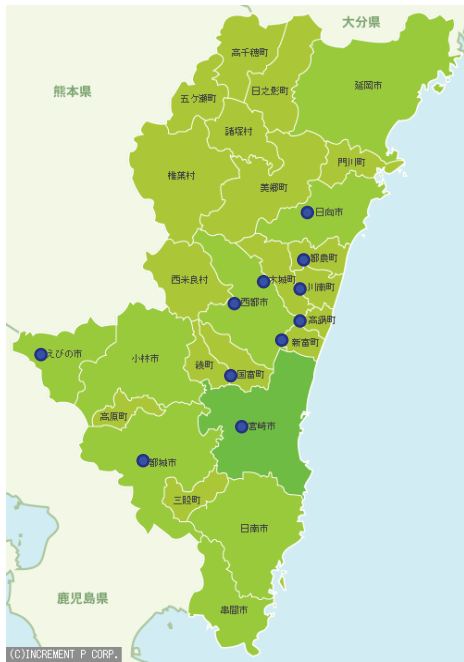 大分県
高千穂町
延岡市
熊本県
日之影町
五ケ瀬町
諸塚村
門川町
椎葉村
美郷町
日向市
都農町
西米良村
木城町
川南町
西都市
高鍋町
新富町
えびの市
小林市
綾町
国富町
高原町
宮崎市
都城市
三股町
日南市
鹿児島県
串間市
(C)INCREMENT P CORP.